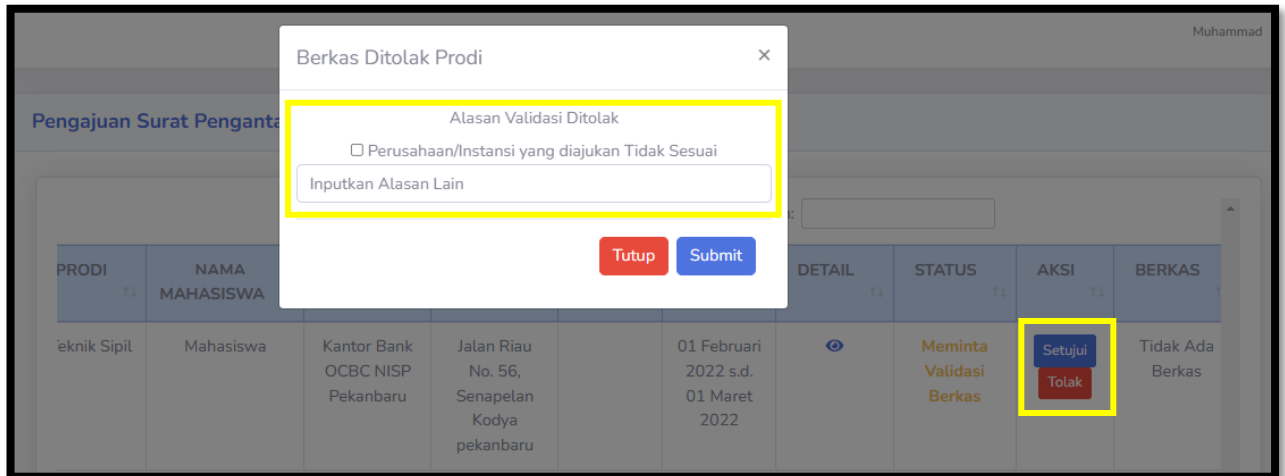 Muhammad
Berkas Ditolak Prodi ×
Pengajuan Surat Penganta
Alasan Validasi Ditolak
Perusahaan/Instansi yang diajukan Tidak Sesuai
Inputkan Alasan Lain
Tutup Submit
PRODI NAMA MAHASISWA DETAIL STATUS AKSI BERKAS
eknik Sipil Mahasiswa Kantor Bank Jalan Riau 01 Februari Meminta Setujui Tidak Ada
OCBC NISP No. 56, 2022 s.d. Validasi Tolak Berkas
Pekanbaru Senapelan 01 Maret Berkas
Kodya 2022
pekanbaru